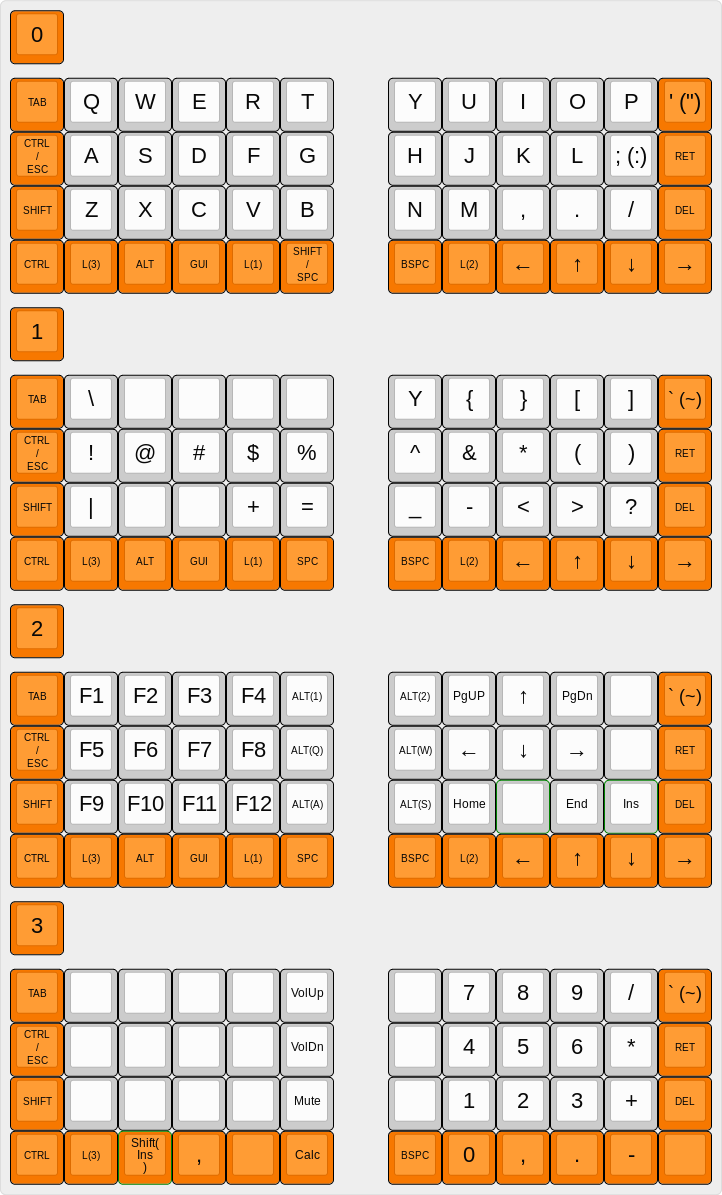 0
TAB Q W E R T Y U I O P ' (")
CTRL / ESC A S D F G H J K L ; (:) RET
SHIFT Z X C V B N M , . / DEL
CTRL L(3) ALT GUI L(1) SHIFT / SPC BSPC L(2) ← ↑ ↓ →
1
TAB \ Y { } [ ] ` (~)
CTRL / ESC ! @ # $ % ^ & * ( ) RET
SHIFT | + = _ - < > ? DEL
CTRL L(3) ALT GUI L(1) SPC BSPC L(2) ← ↑ ↓ →
2
TAB F1 F2 F3 F4 ALT(1) ALT(2) PgUP ↑ PgDn ` (~)
CTRL / ESC F5 F6 F7 F8 ALT(Q) ALT(W) ← ↓ → RET
SHIFT F9 F10 F11 F12 ALT(A) ALT(S) Home End Ins DEL
CTRL L(3) ALT GUI L(1) SPC BSPC L(2) ← ↑ ↓ →
3
TAB VolUp 7 8 9 / ` (~)
CTRL / ESC VolDn 4 5 6 * RET
SHIFT Mute 1 2 3 + DEL
CTRL L(3) Shift( Ins ) , Calc BSPC 0 , . -